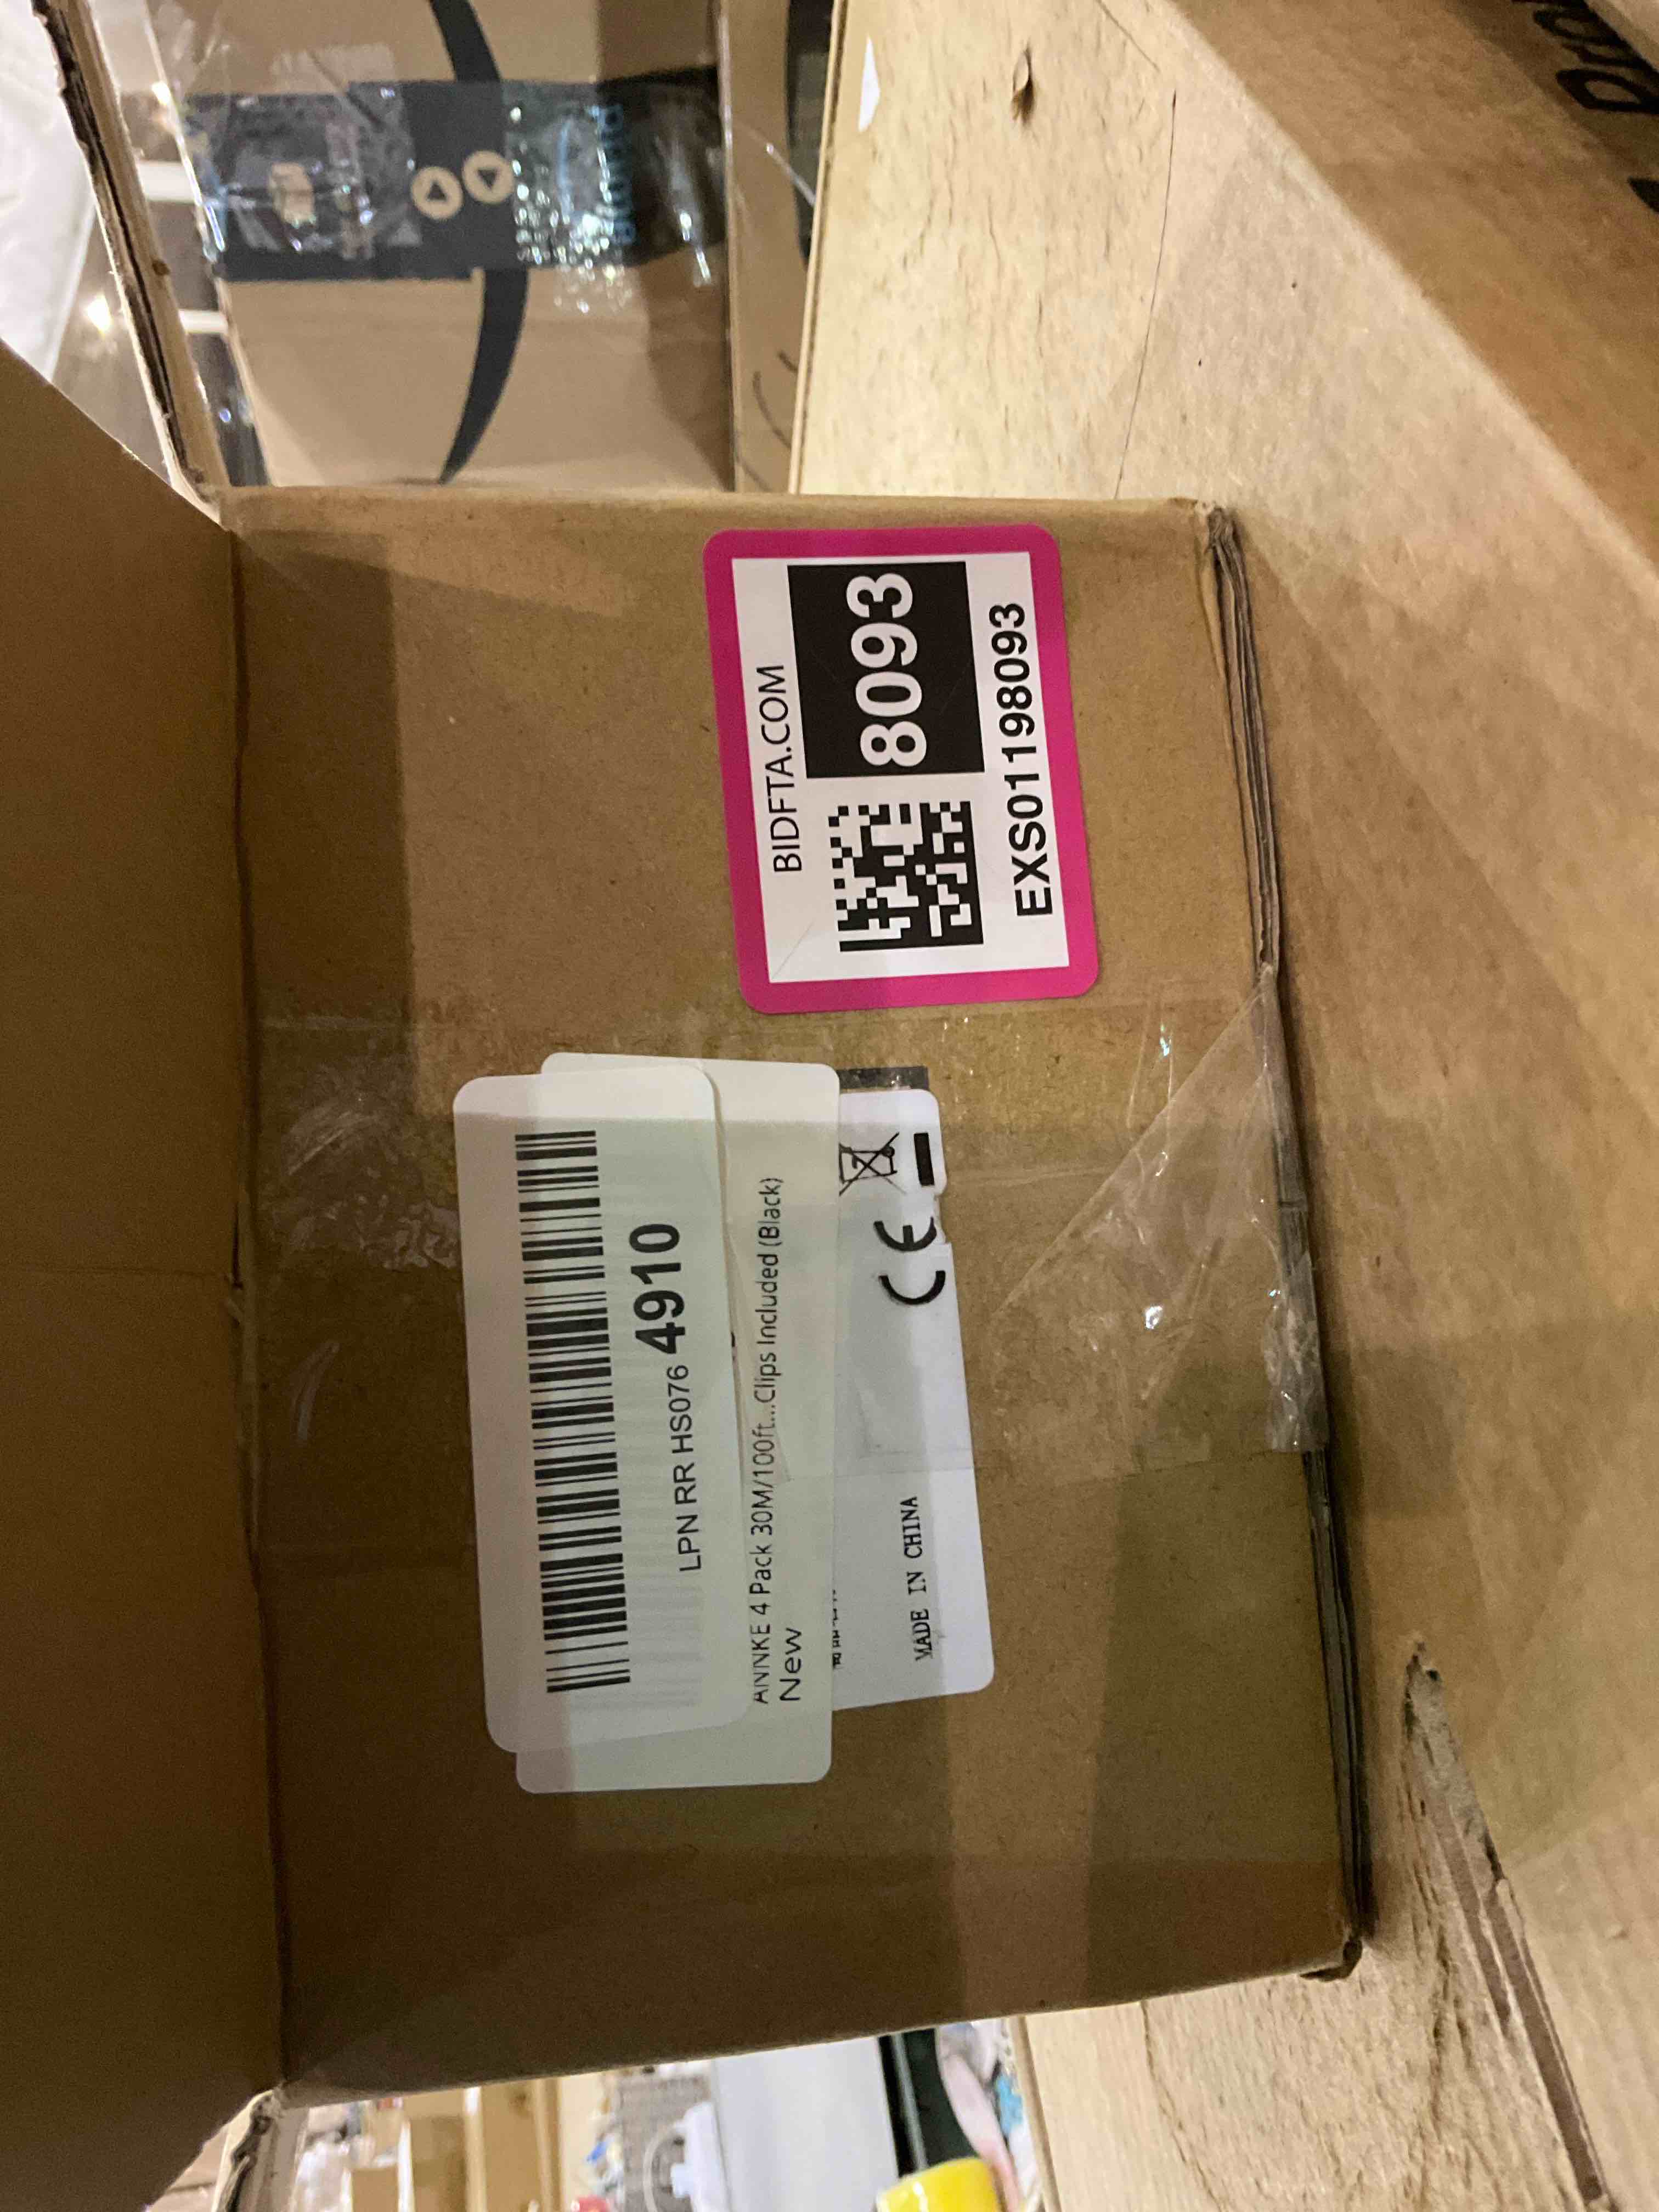 BIDFTA.COM
8093
EXS01198093
LPN RR HS076 4910
ANNKE 4 Pack 30M/100ft...Clips Included (Black)
New
CE
MADE IN CHINA